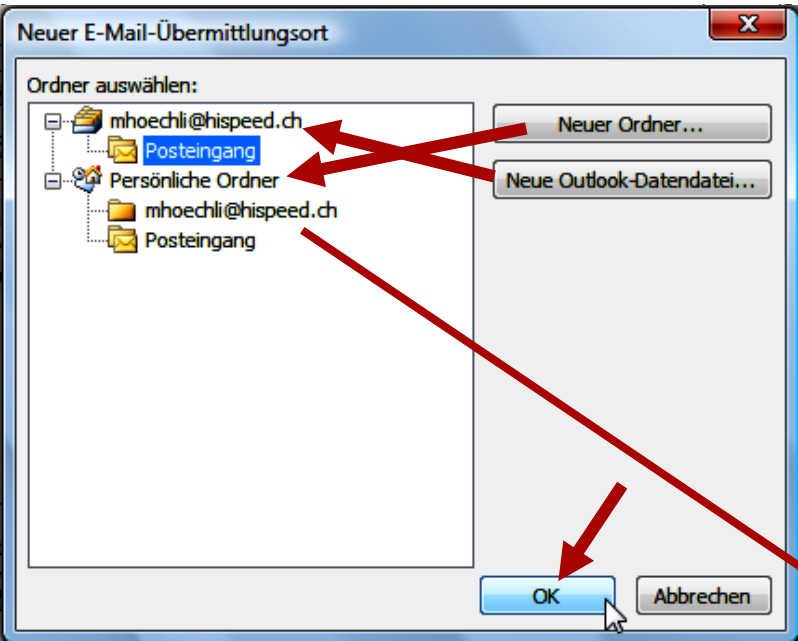 Neuer E-Mail-Übermittlungsort
Ordner auswählen:
mhoechli@hispeed.ch
Posteingang
Persönliche Ordner
mhoechli@hispeed.ch
Posteingang
Neuer Ordner...
Neue Outlook-Datendatei...
OK
Abbrechen